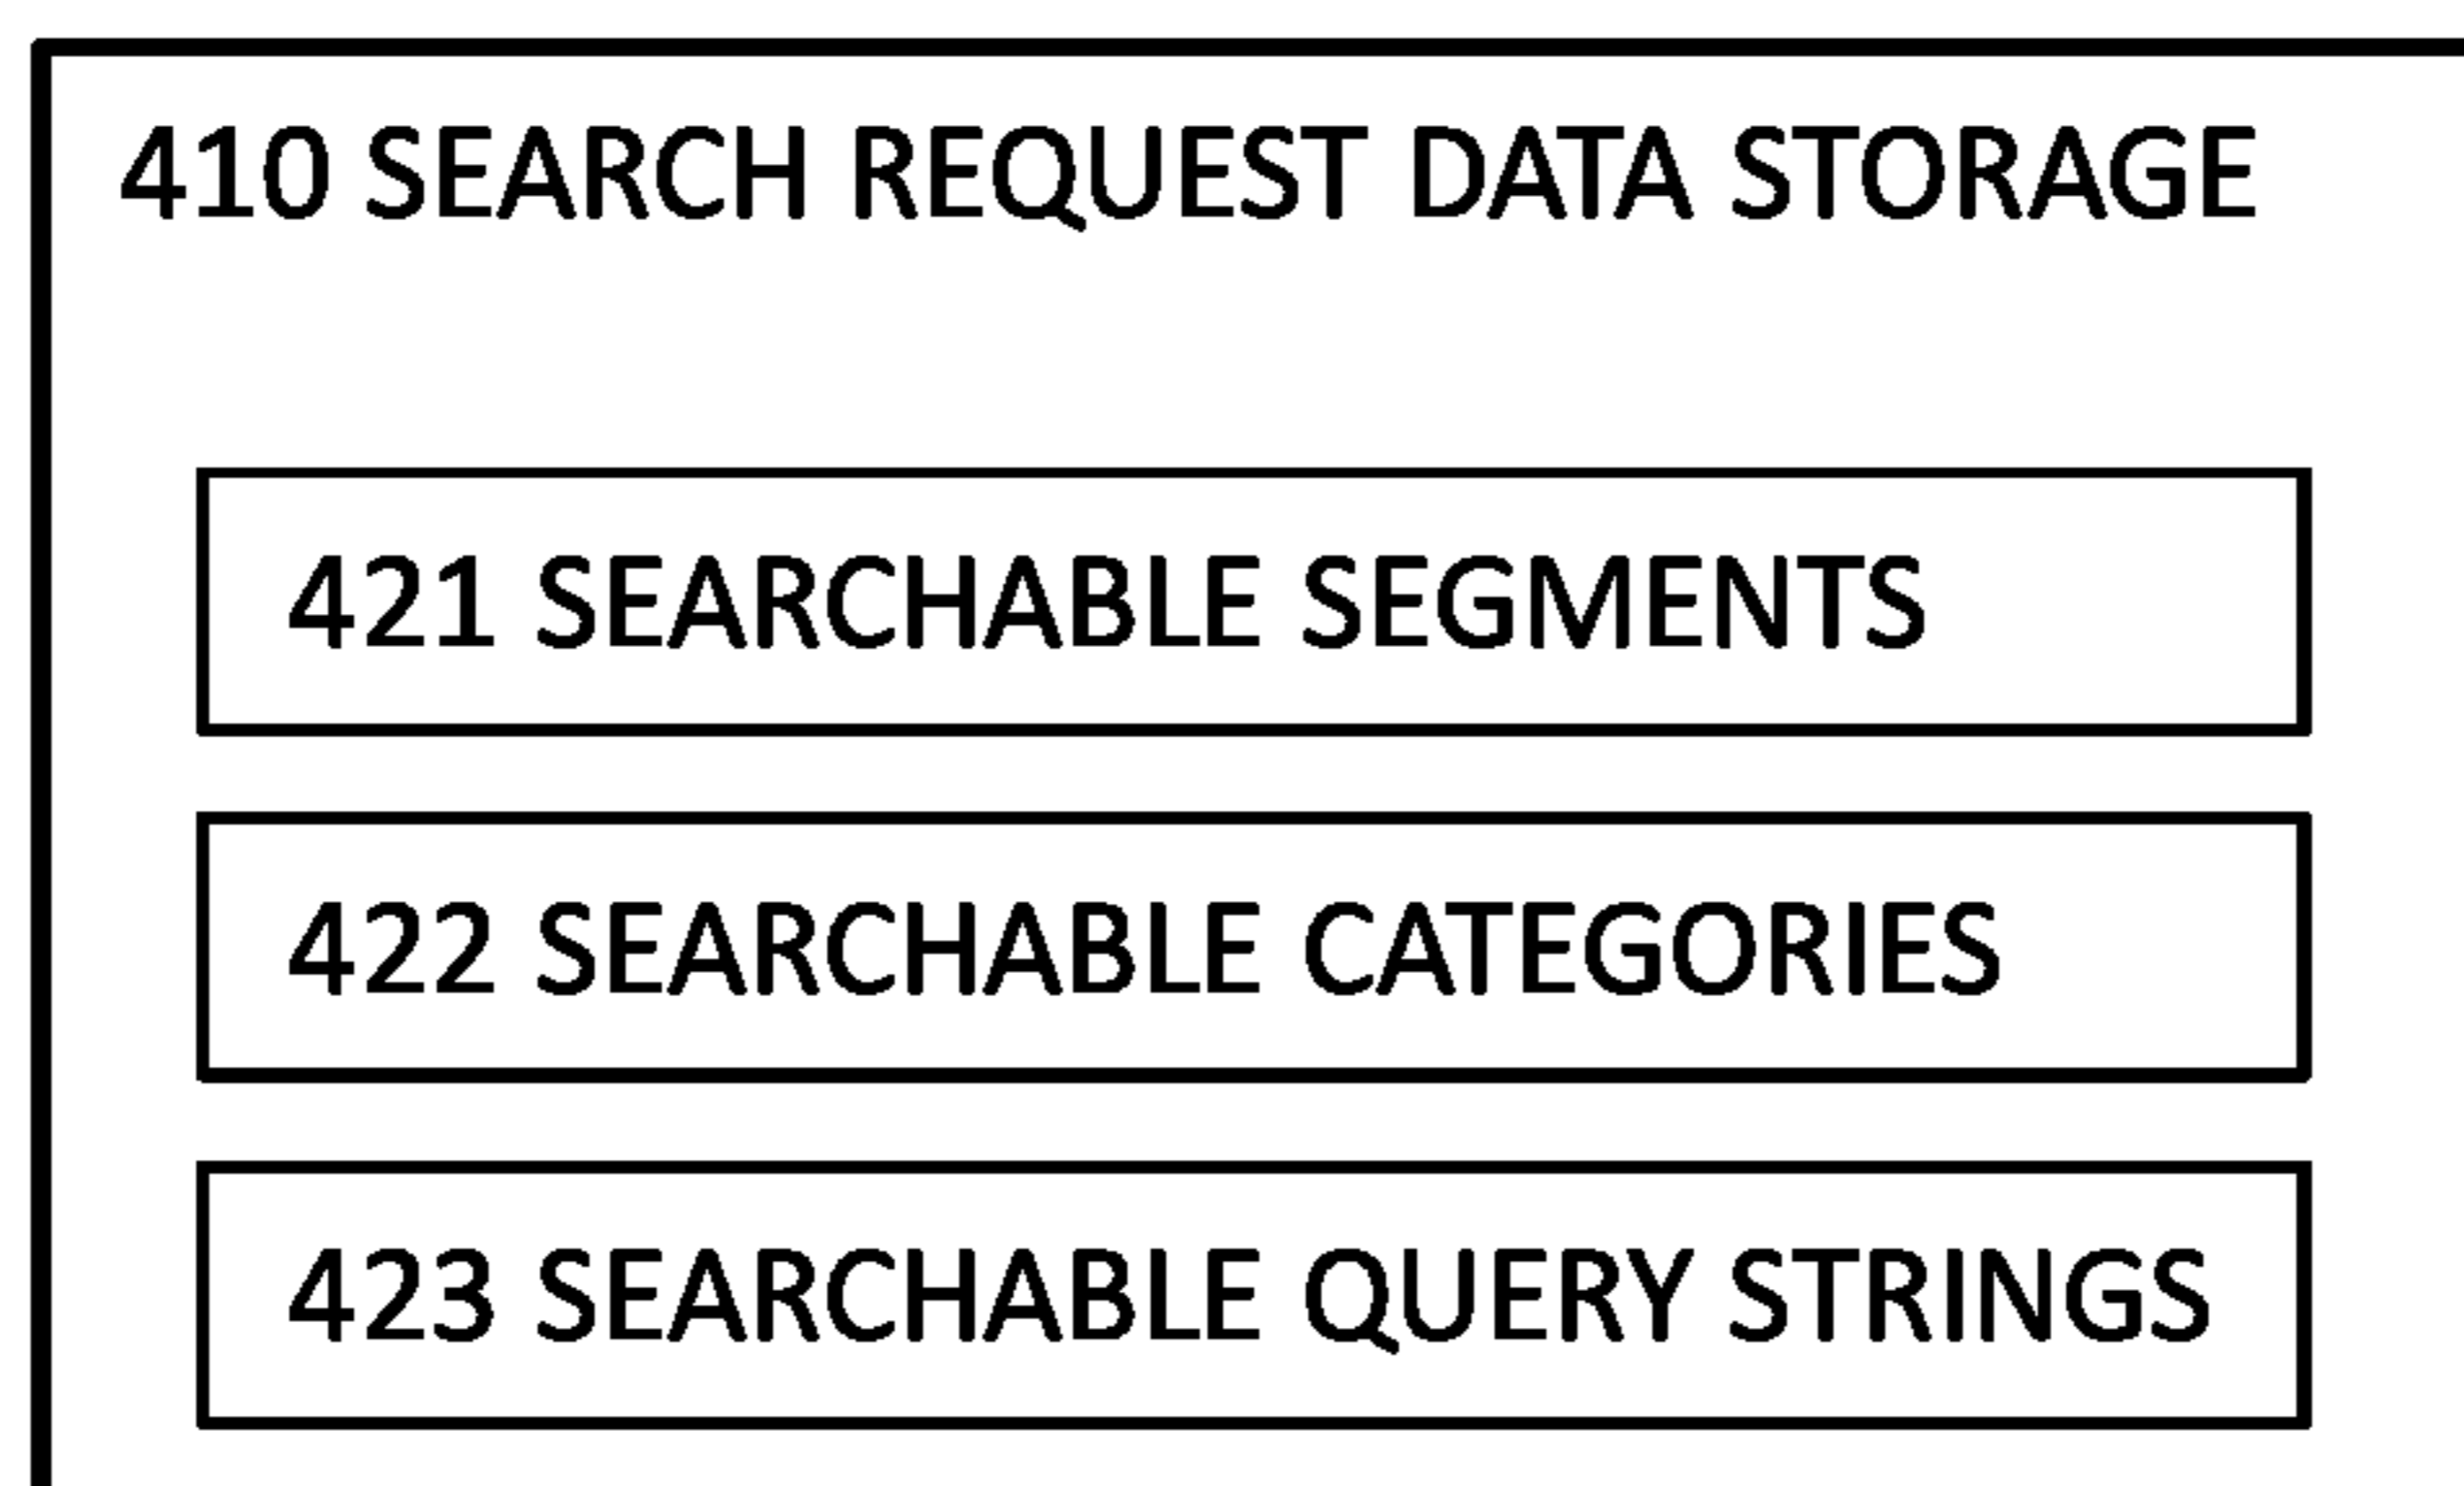 410 SEARCH REQUEST DATA STORAGE
421 SEARCHABLE SEGMENTS
422 SEARCHABLE CATEGORIES
423 SEARCHABLE QUERY STRINGS